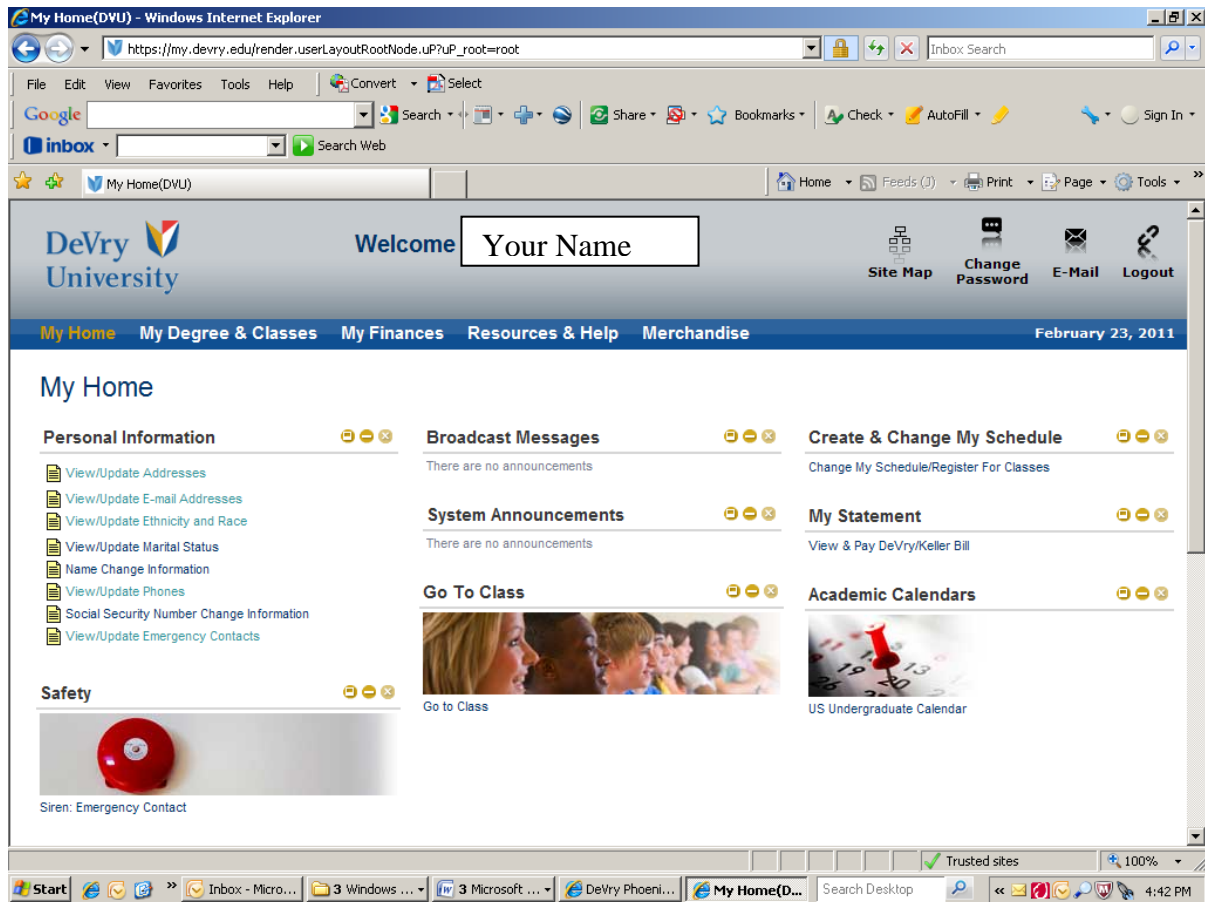 My Home(DVU) - Windows Internet Explorer
https://my.devry.edu/render.userLayoutRootNode.uP?uP_root=root
Inbox Search
File Edit View Favorites Tools Help Convert Select
Google Search Share Bookmarks Check AutoFill Sign In
inbox Search Web
My Home(DVU) Home Feeds (J) Print Page Tools
DeVry University
Welcome Your Name
Site Map Change Password E-Mail Logout
My Home My Degree & Classes My Finances Resources & Help Merchandise February 23, 2011
My Home
Personal Information
View/Update Addresses
View/Update E-mail Addresses
View/Update Ethnicity and Race
View/Update Marital Status
Name Change Information
View/Update Phones
Social Security Number Change Information
View/Update Emergency Contacts
Safety
Siren: Emergency Contact
Broadcast Messages
There are no announcements
System Announcements
There are no announcements
Go To Class
Go to Class
Create & Change My Schedule
Change My Schedule/Register For Classes
My Statement
View & Pay DeVry/Keller Bill
Academic Calendars
19 13
20
US Undergraduate Calendar
Trusted sites 100%
Start Inbox - Micro... 3 Windows ... 3 Microsoft ... DeVry Phoeni... My Home(D... Search Desktop 4:42 PM